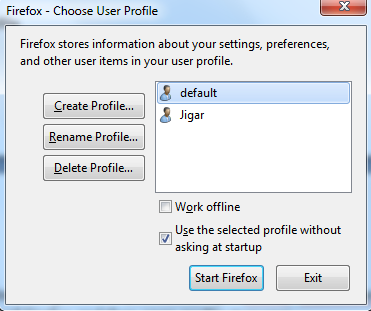 Firefox - Choose User Profile
Firefox stores information about your settings, preferences,
and other user items in your user profile.
Create Profile...
Rename Profile...
Delete Profile...
default
Jigar
Work offline
Use the selected profile without
asking at startup
Start Firefox
Exit